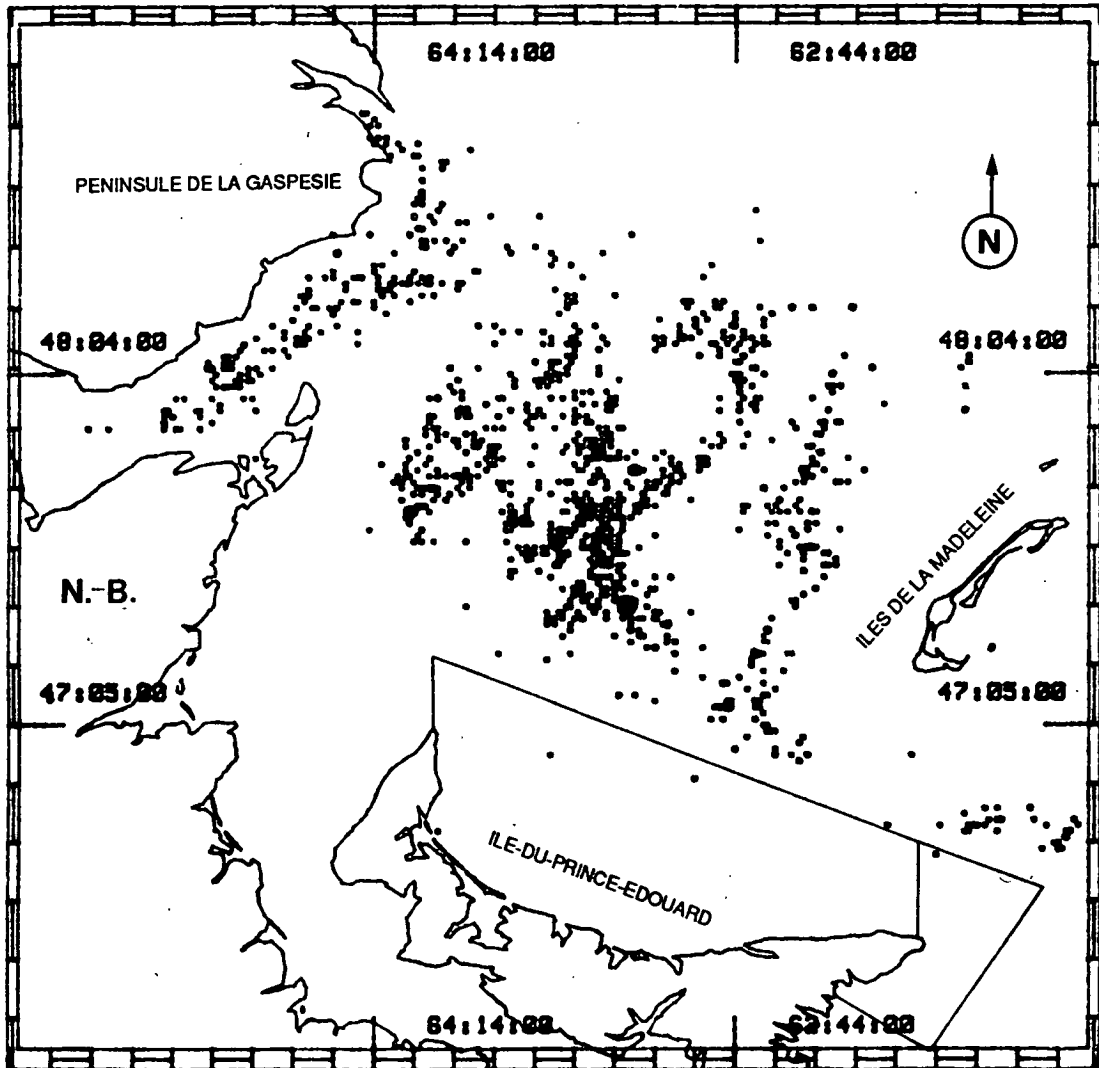 64:14:00 62:44:00
PENINSULE DE LA GASPESIE
N
48:04:00 48:04:00
ILES DE LA MADELEINE
N.-B.
47:05:00 47:05:00
ILE-DU-PRINCE-EDOUARD
64:14:00 62:44:00